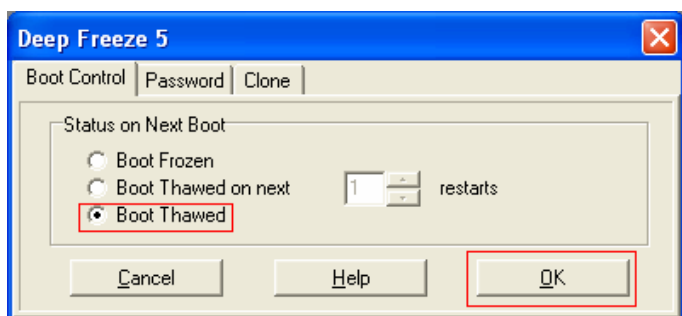 Deep Freeze 5
Boot Control Password Clone
Status on Next Boot
Boot Frozen
Boot Thawed on next 1 restarts
Boot Thawed
Cancel Help OK